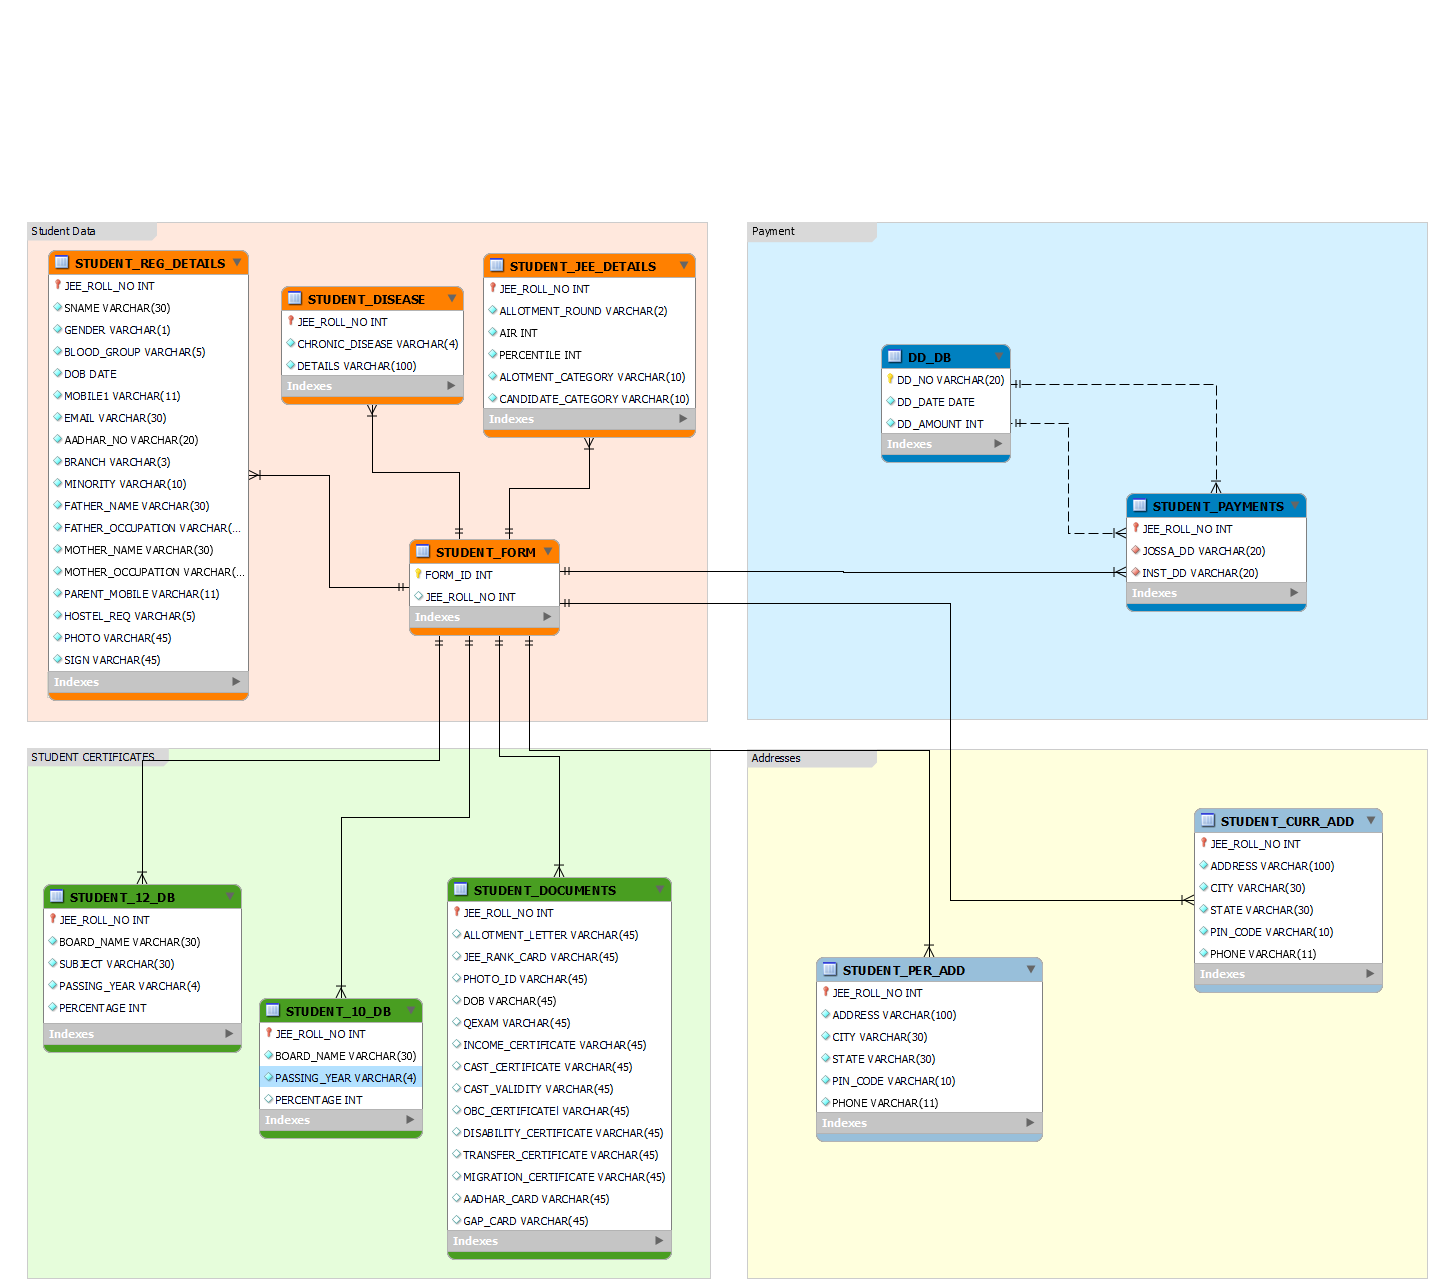 Student Data
STUDENT_REG_DETAILS
JEE_ROLL_NO INT
SNAME VARCHAR(30)
GENDER VARCHAR(1)
BLOOD_GROUP VARCHAR(5)
DOB DATE
MOBILE1 VARCHAR(11)
EMAIL VARCHAR(30)
AADHAR_NO VARCHAR(20)
BRANCH VARCHAR(3)
MINORITY VARCHAR(10)
FATHER_NAME VARCHAR(30)
FATHER_OCCUPATION VARCHAR(...
MOTHER_NAME VARCHAR(30)
MOTHER_OCCUPATION VARCHAR(...
PARENT_MOBILE VARCHAR(11)
HOSTEL_REQ VARCHAR(5)
PHOTO VARCHAR(45)
SIGN VARCHAR(45)
Indexes
STUDENT_DISEASE
JEE_ROLL_NO INT
CHRONIC_DISEASE VARCHAR(4)
DETAILS VARCHAR(100)
Indexes
STUDENT_JEE_DETAILS
JEE_ROLL_NO INT
ALLOTMENT_ROUND VARCHAR(2)
AIR INT
PERCENTILE INT
ALOTMENT_CATEGORY VARCHAR(10)
CANDIDATE_CATEGORY VARCHAR(10)
Indexes
STUDENT_FORM
FORM_ID INT
JEE_ROLL_NO INT
Indexes
Payment
DD_DB
DD_NO VARCHAR(20)
DD_DATE DATE
DD_AMOUNT INT
Indexes
STUDENT_PAYMENTS
JEE_ROLL_NO INT
JOSSA_DD VARCHAR(20)
INST_DD VARCHAR(20)
Indexes
STUDENT CERTIFICATES
STUDENT_12_DB
JEE_ROLL_NO INT
BOARD_NAME VARCHAR(30)
SUBJECT VARCHAR(30)
PASSING_YEAR VARCHAR(4)
PERCENTAGE INT
Indexes
STUDENT_10_DB
JEE_ROLL_NO INT
BOARD_NAME VARCHAR(30)
PASSING_YEAR VARCHAR(4)
PERCENTAGE INT
Indexes
STUDENT_DOCUMENTS
JEE_ROLL_NO INT
ALLOTMENT_LETTER VARCHAR(45)
JEE_RANK_CARD VARCHAR(45)
PHOTO_ID VARCHAR(45)
DOB VARCHAR(45)
QEXAM VARCHAR(45)
INCOME_CERTIFICATE VARCHAR(45)
CAST_CERTIFICATE VARCHAR(45)
CAST_VALIDITY VARCHAR(45)
OBC_CERTIFICATEl VARCHAR(45)
DISABILITY_CERTIFICATE VARCHAR(45)
TRANSFER_CERTIFICATE VARCHAR(45)
MIGRATION_CERTIFICATE VARCHAR(45)
AADHAR_CARD VARCHAR(45)
GAP_CARD VARCHAR(45)
Indexes
Addresses
STUDENT_PER_ADD
JEE_ROLL_NO INT
ADDRESS VARCHAR(100)
CITY VARCHAR(30)
STATE VARCHAR(30)
PIN_CODE VARCHAR(10)
PHONE VARCHAR(11)
Indexes
STUDENT_CURR_ADD
JEE_ROLL_NO INT
ADDRESS VARCHAR(100)
CITY VARCHAR(30)
STATE VARCHAR(30)
PIN_CODE VARCHAR(10)
PHONE VARCHAR(11)
Indexes